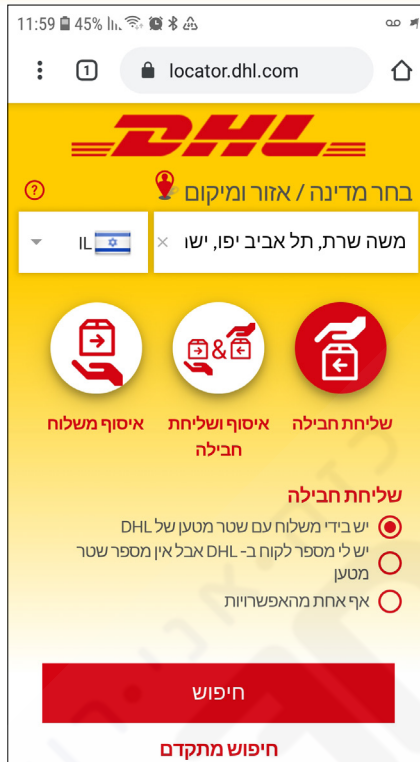 11:59 45%
1 locator.dhl.com
DHL
בחר מדינה / אזור ומיקום ?
משה שרת, תל אביב יפו, ישו × IL
& 
שליחת חבילה
איסוף ושליחת
חבילה
איסוף משלוח
שליחת חבילה
יש בידי משלוח עם שטר מטען של DHL
יש לי מספר לקוח ב- DHL אבל אין מספר שטר
מטען
אף אחת מהאפשרויות
חיפוש
חיפוש מתקדם